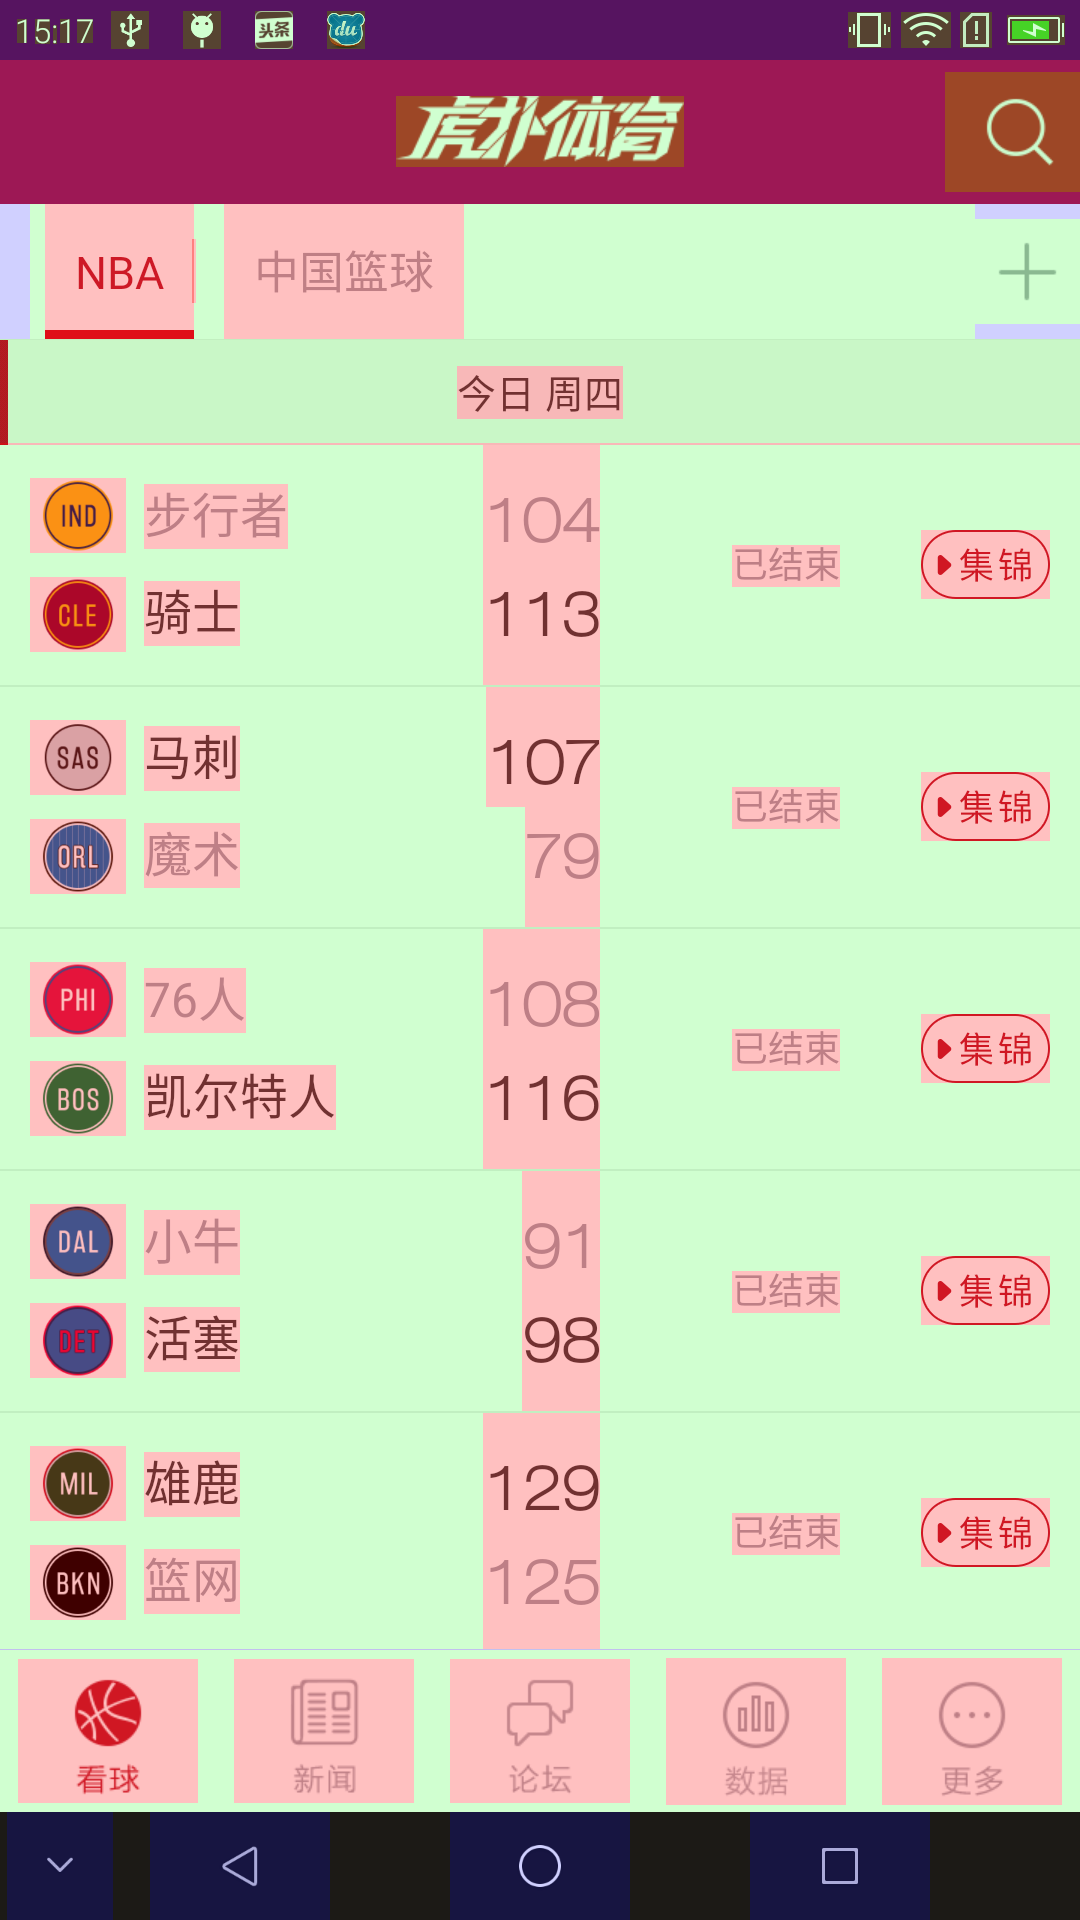 15:17 头条 du
虎扑体育
NBA 中国篮球
今日 周四
IND 步行者 104
已结束 集锦
CLE 骑士 113
SAS 马刺 107
已结束 集锦
ORL 魔术 79
PHI 76人 108
已结束 集锦
BOS 凯尔特人 116
DAL 小牛 91
已结束 集锦
DET 活塞 98
MIL 雄鹿 129
已结束 集锦
BKN 篮网 125
看球 新闻 论坛 数据 更多